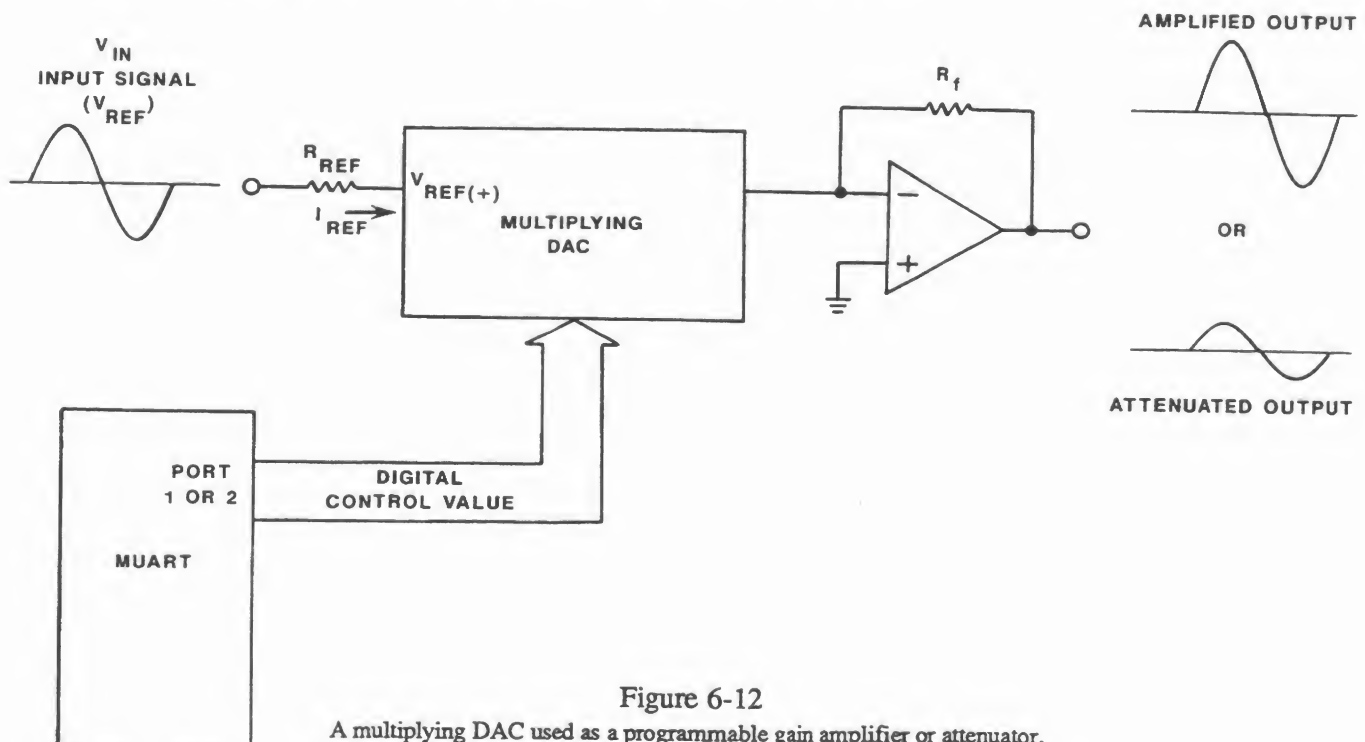 V IN
INPUT SIGNAL
(V REF)
R REF
I REF
V REF(+)
MULTIPLYING
DAC
R f
−
+
AMPLIFIED OUTPUT
OR
ATTENUATED OUTPUT
PORT
1 OR 2
MUART
DIGITAL
CONTROL VALUE
Figure 6-12
A multiplying DAC used as a programmable gain amplifier or attenuator.